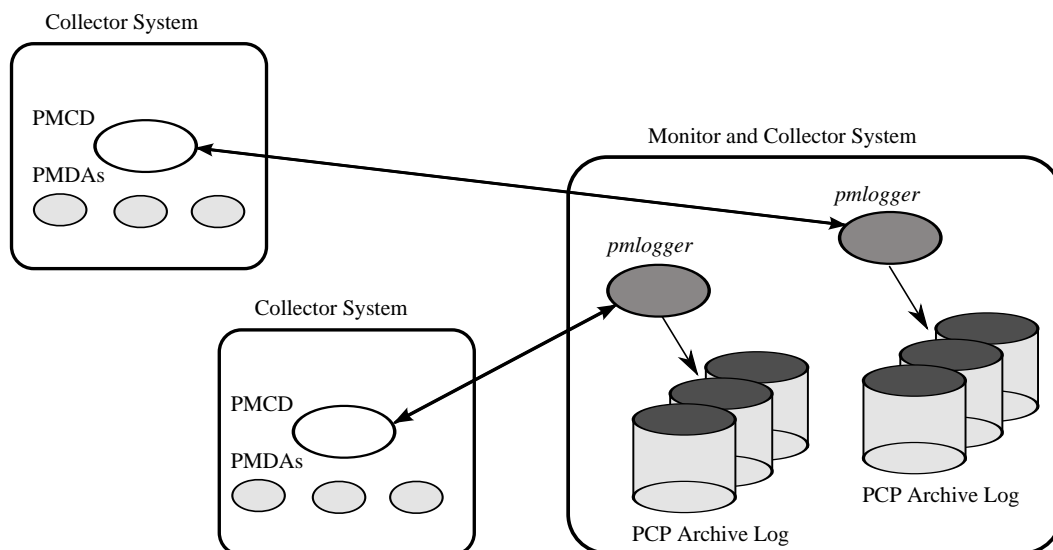 Collector System
PMCD
PMDAs
Monitor and Collector System
pmlogger
pmlogger
Collector System
PMCD
PMDAs
PCP Archive Log
PCP Archive Log